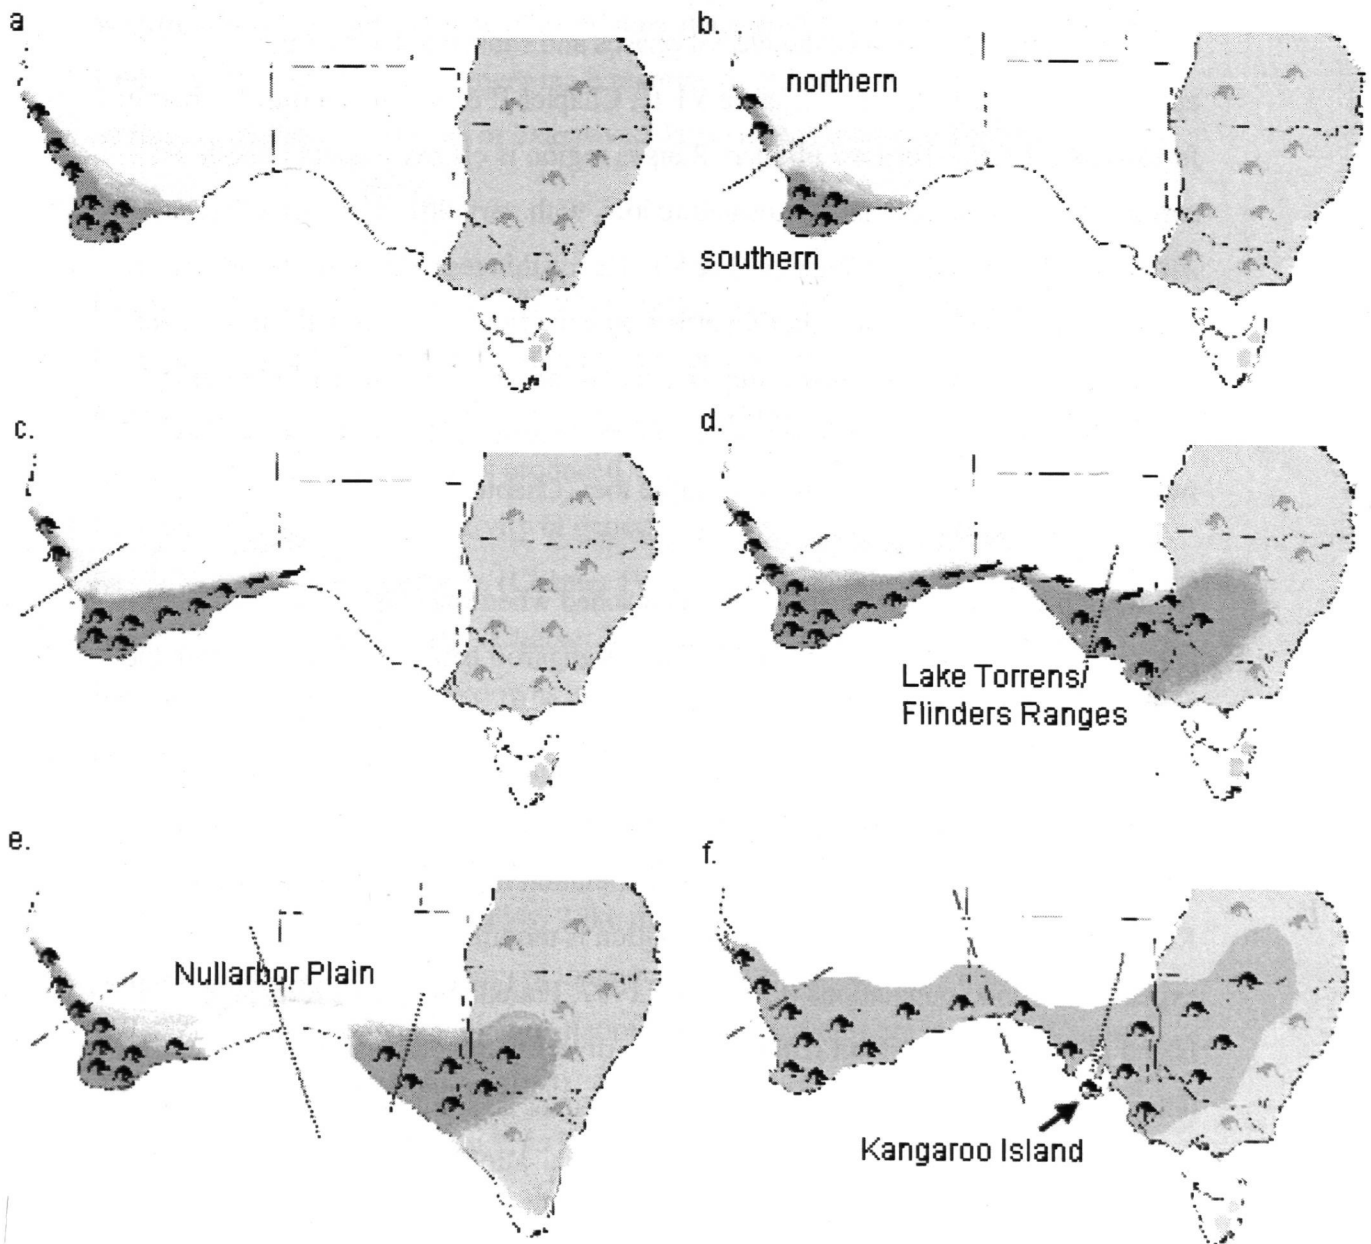 a
b.
northern
southern
c.
d.
Lake Torrens/
Flinders Ranges
e.
Nullarbor Plain
f.
Kangaroo Island